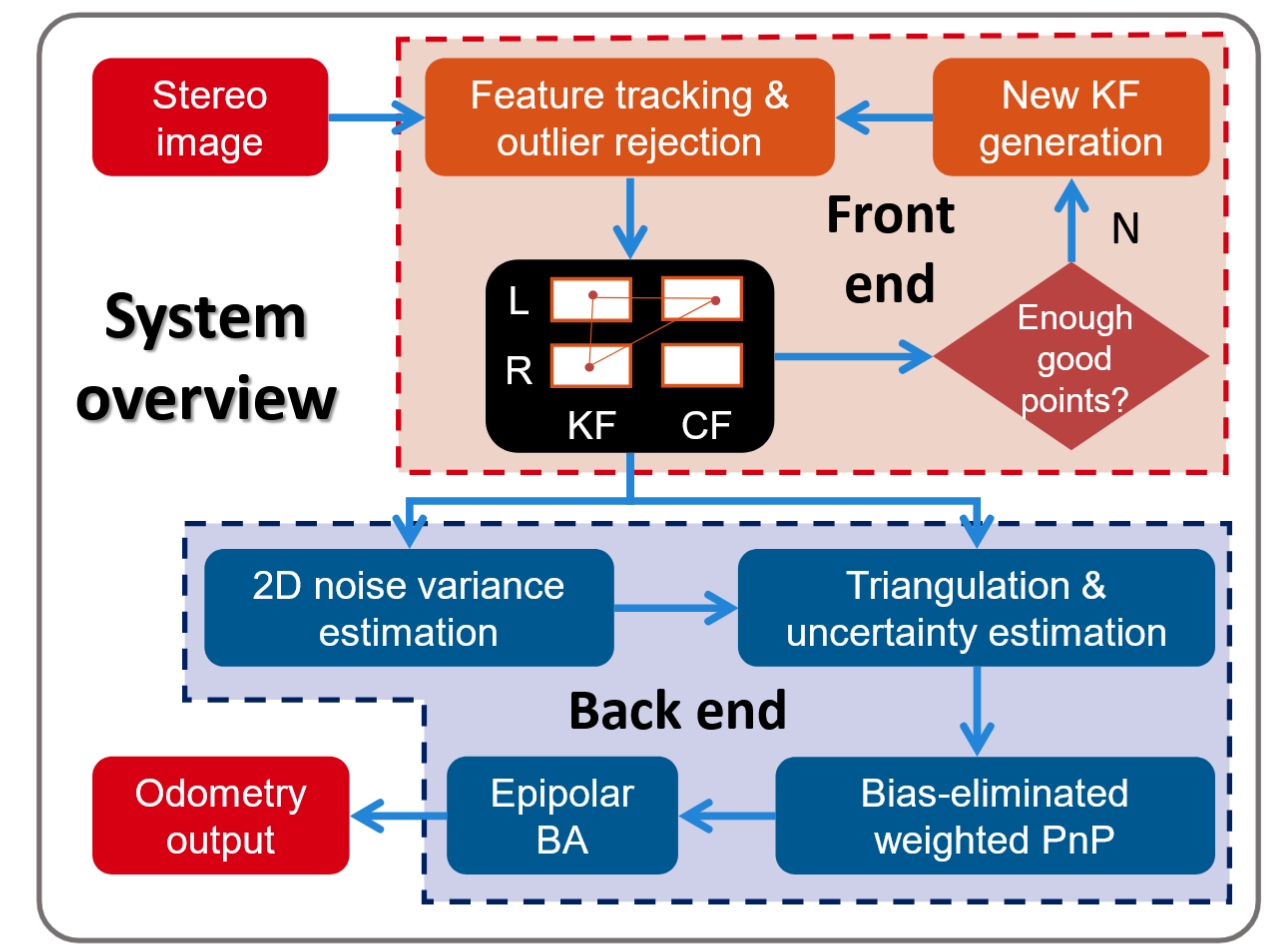 Stereo
image
Feature tracking &
outlier rejection
New KF
generation
Front
end
N
System
overview
L
R
KF CF
Enough
good
points?
2D noise variance
estimation
Triangulation &
uncertainty estimation
Back end
Odometry
output
Epipolar
BA
Bias-eliminated
weighted PnP